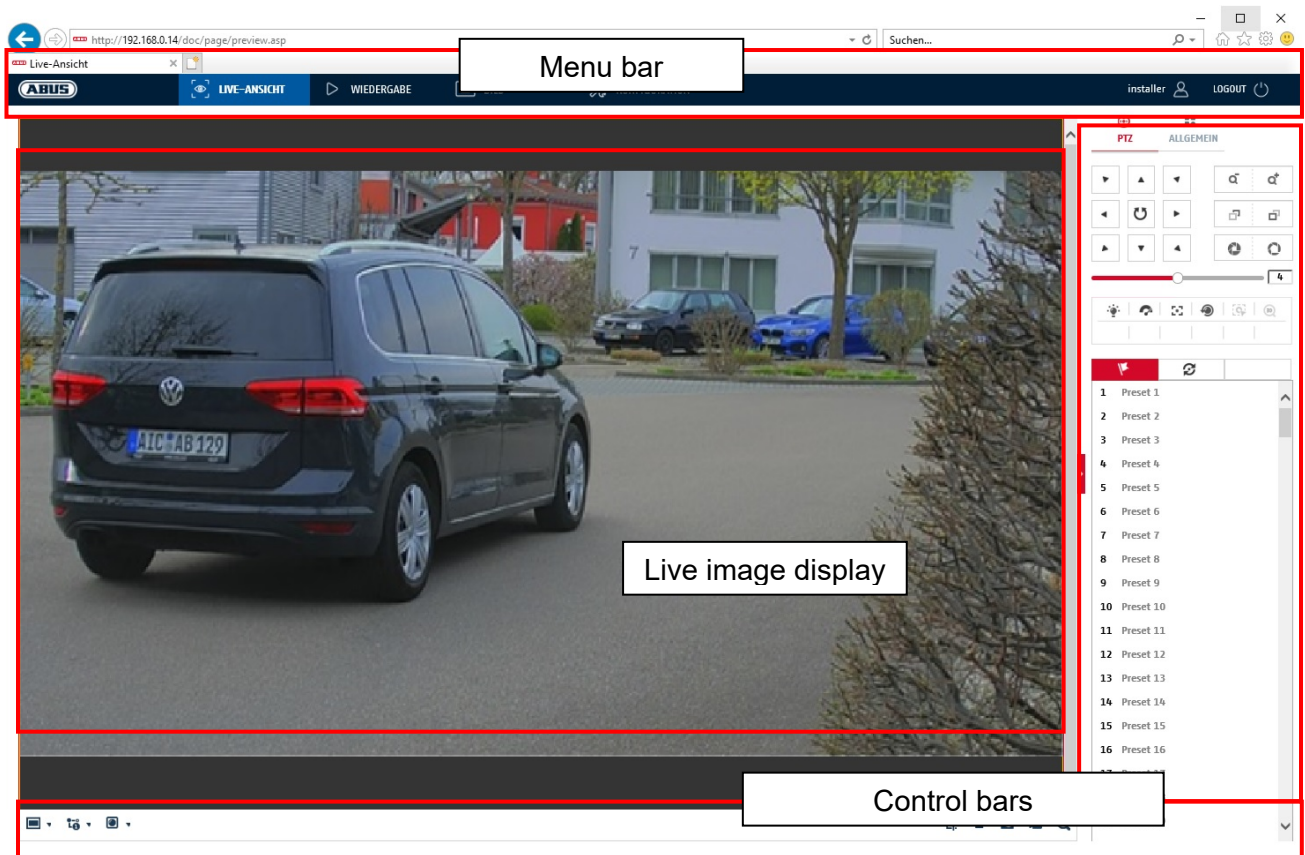 http://192.168.0.14/doc/page/preview.asp
Suchen...
Live-Ansicht
Menu bar
ABUS
LIVE-ANSICHT
WIEDERGABE
installer
LOGOUT
PTZ
ALLGEMEIN
4
7
AIC AB 129
1 Preset 1
2 Preset 2
3 Preset 3
4 Preset 4
5 Preset 5
6 Preset 6
7 Preset 7
8 Preset 8
9 Preset 9
10 Preset 10
11 Preset 11
12 Preset 12
13 Preset 13
14 Preset 14
15 Preset 15
16 Preset 16
Live image display
Control bars